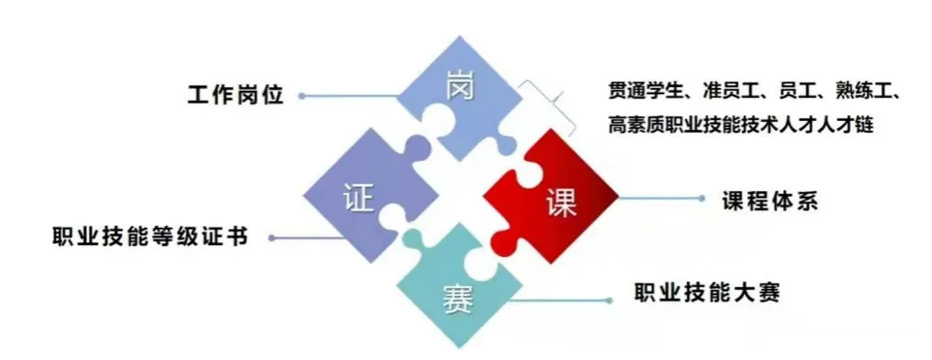 岗
工作岗位
贯通学生、准员工、员工、熟练工、
高素质职业技能技术人才人才链
证
课
课程体系
职业技能等级证书
赛
职业技能大赛